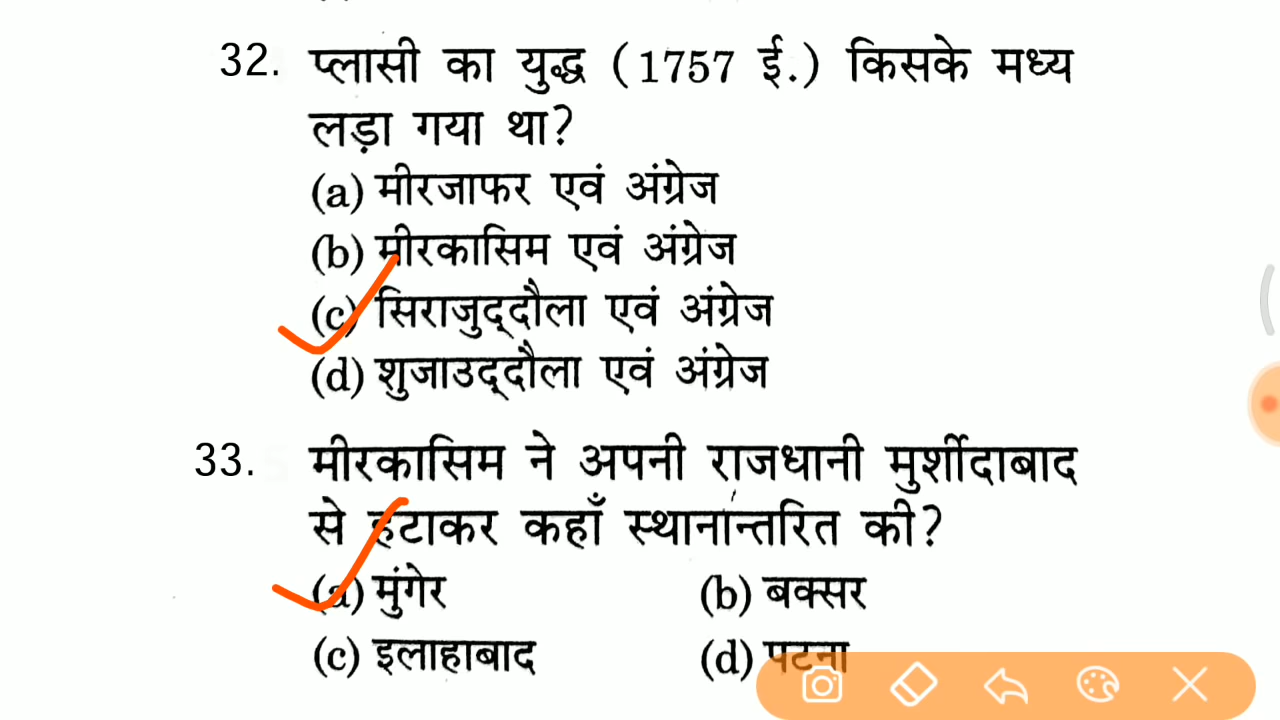 32. प्लासी का युद्ध (1757 ई.) किसके मध्य
लड़ा गया था?
(a) मीरजाफर एवं अंग्रेज
(b) मीरकासिम एवं अंग्रेज
(c) सिराजुद्दौला एवं अंग्रेज
(d) शुजाउद्दौला एवं अंग्रेज
33. मीरकासिम ने अपनी राजधानी मुर्शीदाबाद
से हटाकर कहाँ स्थानान्तरित की?
(a) मुंगेर (b) बक्सर
(c) इलाहाबाद (d) पटना